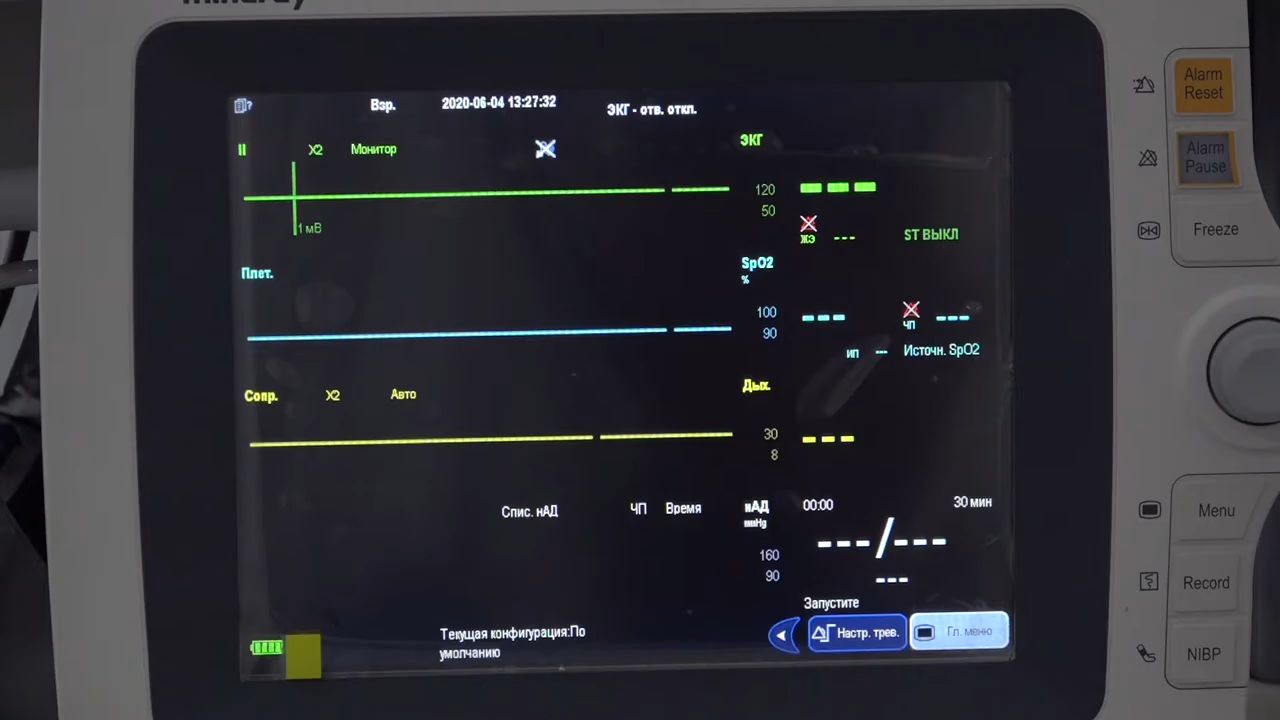 mindray
Взр.
2020-06-04 13:27:32
ЭКГ - отв. откл.
II
X2
Монитор
1 мВ
ЭКГ
120
50
---
ЖЭ
---
ST ВЫКЛ
Плет.
SpO2
%
100
90
---
ЧП
---
ИП
--
Источн. SpO2
Сопр.
X2
Авто
Дых.
30
8
---
Спис. нАД
ЧП
Время
нАД
mmHg
160
90
00:00
30 мин
---/---
---
Запустите
Текущая конфигурация:По
умолчанию
Настр. трев.
Гл. меню
Alarm
Reset
Alarm
Pause
Freeze
Menu
Record
NIBP